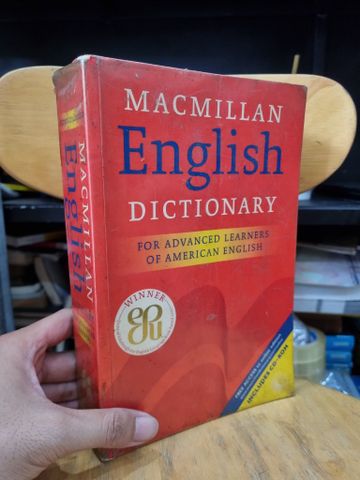 MACMILLAN
English
DICTIONARY
FOR ADVANCED LEARNERS
OF AMERICAN ENGLISH
WINNER
INCLUDES CD-ROM
MACMILLAN
English